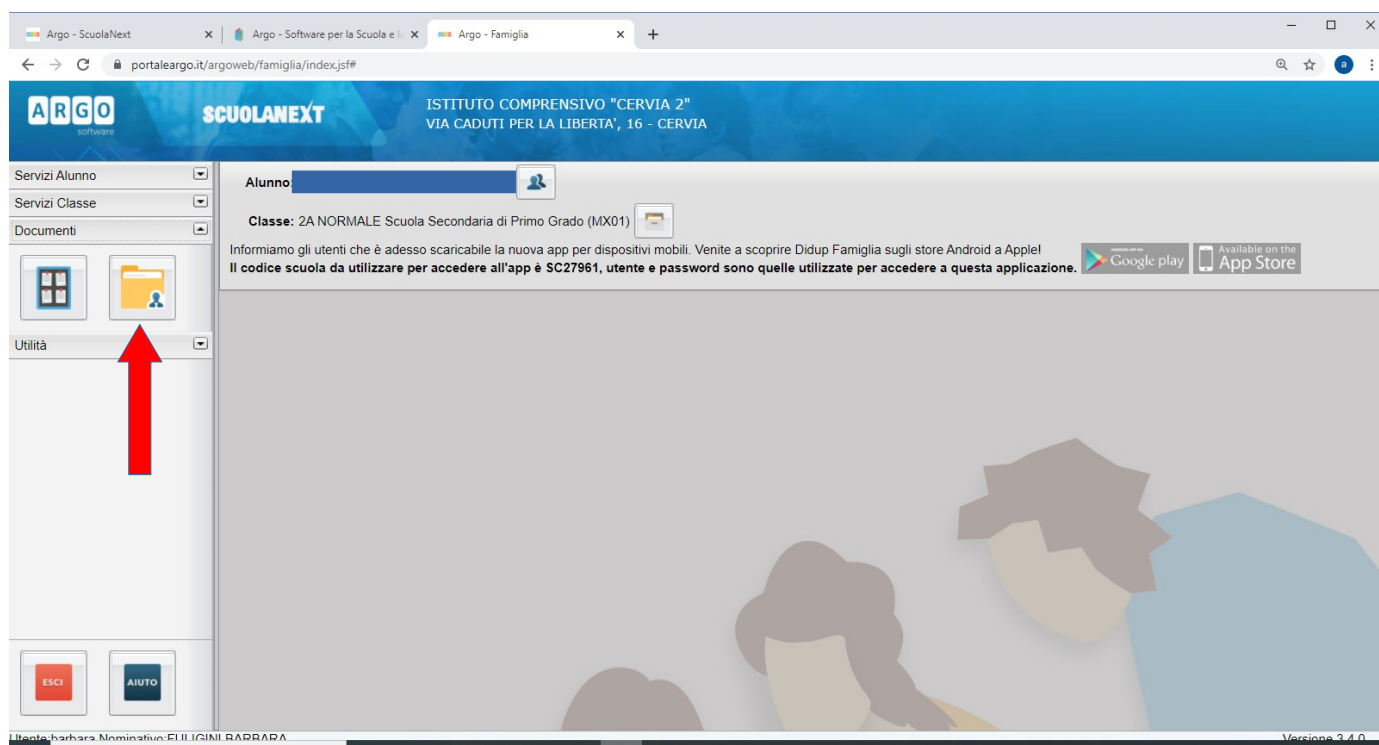 Argo - ScuolaNext
Argo - Software per la Scuola e l
Argo - Famiglia
portaleargo.it/argoweb/famiglia/index.jsf#
a
ARGO
software
SCUOLANEXT
ISTITUTO COMPRENSIVO "CERVIA 2"
VIA CADUTI PER LA LIBERTA', 16 - CERVIA
Servizi Alunno
Servizi Classe
Documenti
Utilità
Alunno:
Classe: 2A NORMALE Scuola Secondaria di Primo Grado (MX01)
Informiamo gli utenti che è adesso scaricabile la nuova app per dispositivi mobili. Venite a scoprire Didup Famiglia sugli store Android a Apple!
Il codice scuola da utilizzare per accedere all'app è SC27961, utente e password sono quelle utilizzate per accedere a questa applicazione.
Google play
Available on the
App Store
ESCI
AIUTO
Utente:barbara Nominativo:FULIGINI BARBARA
Versione 3.4.0